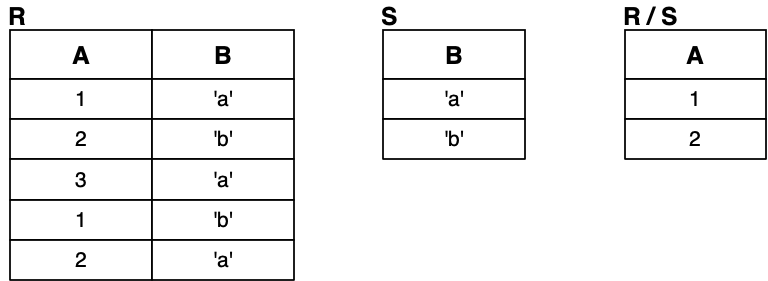 R S R / S
A B B A
1 'a' 'a' 1
2 'b' 'b' 2
3 'a'
1 'b'
2 'a'